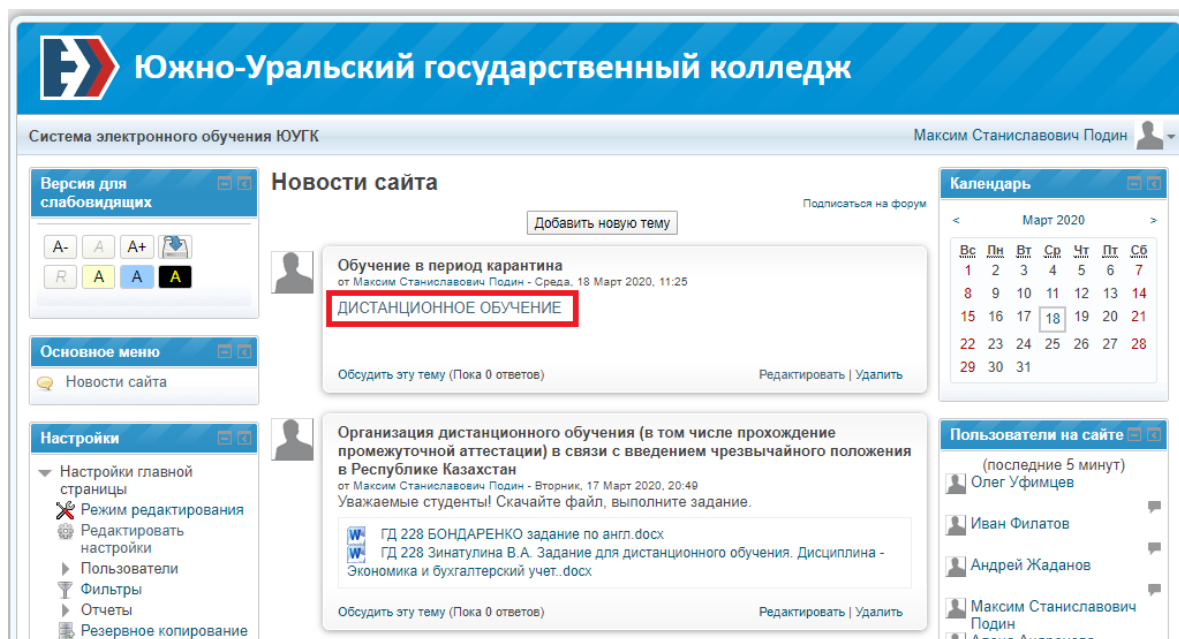 Южно-Уральский государственный колледж
Система электронного обучения ЮУГК
Максим Станиславович Подин
Версия для
слабовидящих
A- A A+
R A A A
Основное меню
Новости сайта
Настройки
Настройки главной
страницы
Режим редактирования
Редактировать
настройки
Пользователи
Фильтры
Отчеты
Резервное копирование
Новости сайта
Подписаться на форум
Добавить новую тему
Обучение в период карантина
от Максим Станиславович Подин - Среда, 18 Март 2020, 11:25
ДИСТАНЦИОННОЕ ОБУЧЕНИЕ
Обсудить эту тему (Пока 0 ответов)
Редактировать | Удалить
Организация дистанционного обучения (в том числе прохождение
промежуточной аттестации) в связи с введением чрезвычайного положения
в Республике Казахстан
от Максим Станиславович Подин - Вторник, 17 Март 2020, 20:49
Уважаемые студенты! Скачайте файл, выполните задание.
ГД 228 БОНДАРЕНКО задание по англ.docx
ГД 228 Зинатулина В.А. Задание для дистанционного обучения. Дисциплина -
Экономика и бухгалтерский учет..docx
Обсудить эту тему (Пока 0 ответов)
Редактировать | Удалить
Календарь
< Март 2020 >
Вс Пн Вт Ср Чт Пт Сб
1 2 3 4 5 6 7
8 9 10 11 12 13 14
15 16 17 18 19 20 21
22 23 24 25 26 27 28
29 30 31
Пользователи на сайте
(последние 5 минут)
Олег Уфимцев
Иван Филатов
Андрей Жаданов
Максим Станиславович
Подин